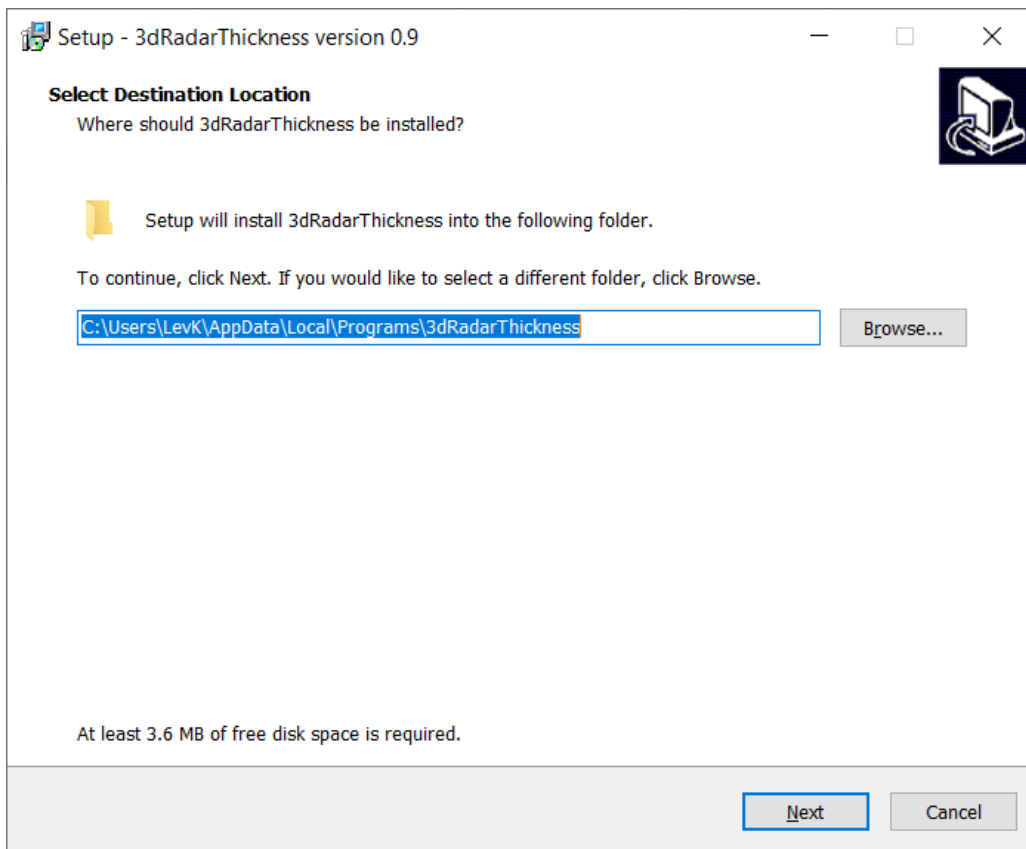 Setup - 3dRadarThickness version 0.9
Select Destination Location
Where should 3dRadarThickness be installed?
Setup will install 3dRadarThickness into the following folder.
To continue, click Next. If you would like to select a different folder, click Browse.
C:\Users\LevK\AppData\Local\Programs\3dRadarThickness
Browse...
At least 3.6 MB of free disk space is required.
Next
Cancel